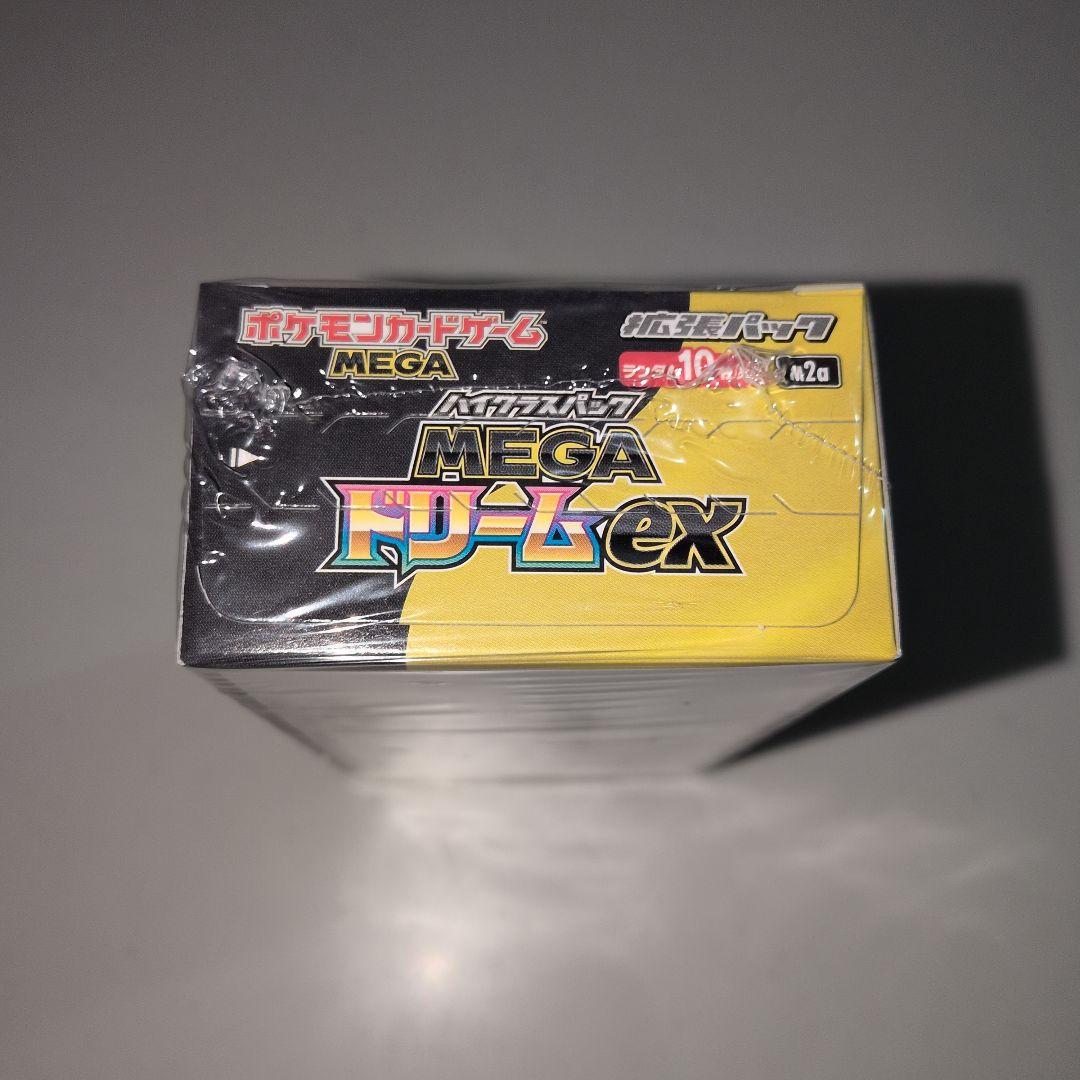 ポケモンカードゲーム
MEGA
拡張パック
ランダム10
M2a
ハイクラスパック
MEGA
ドリームex